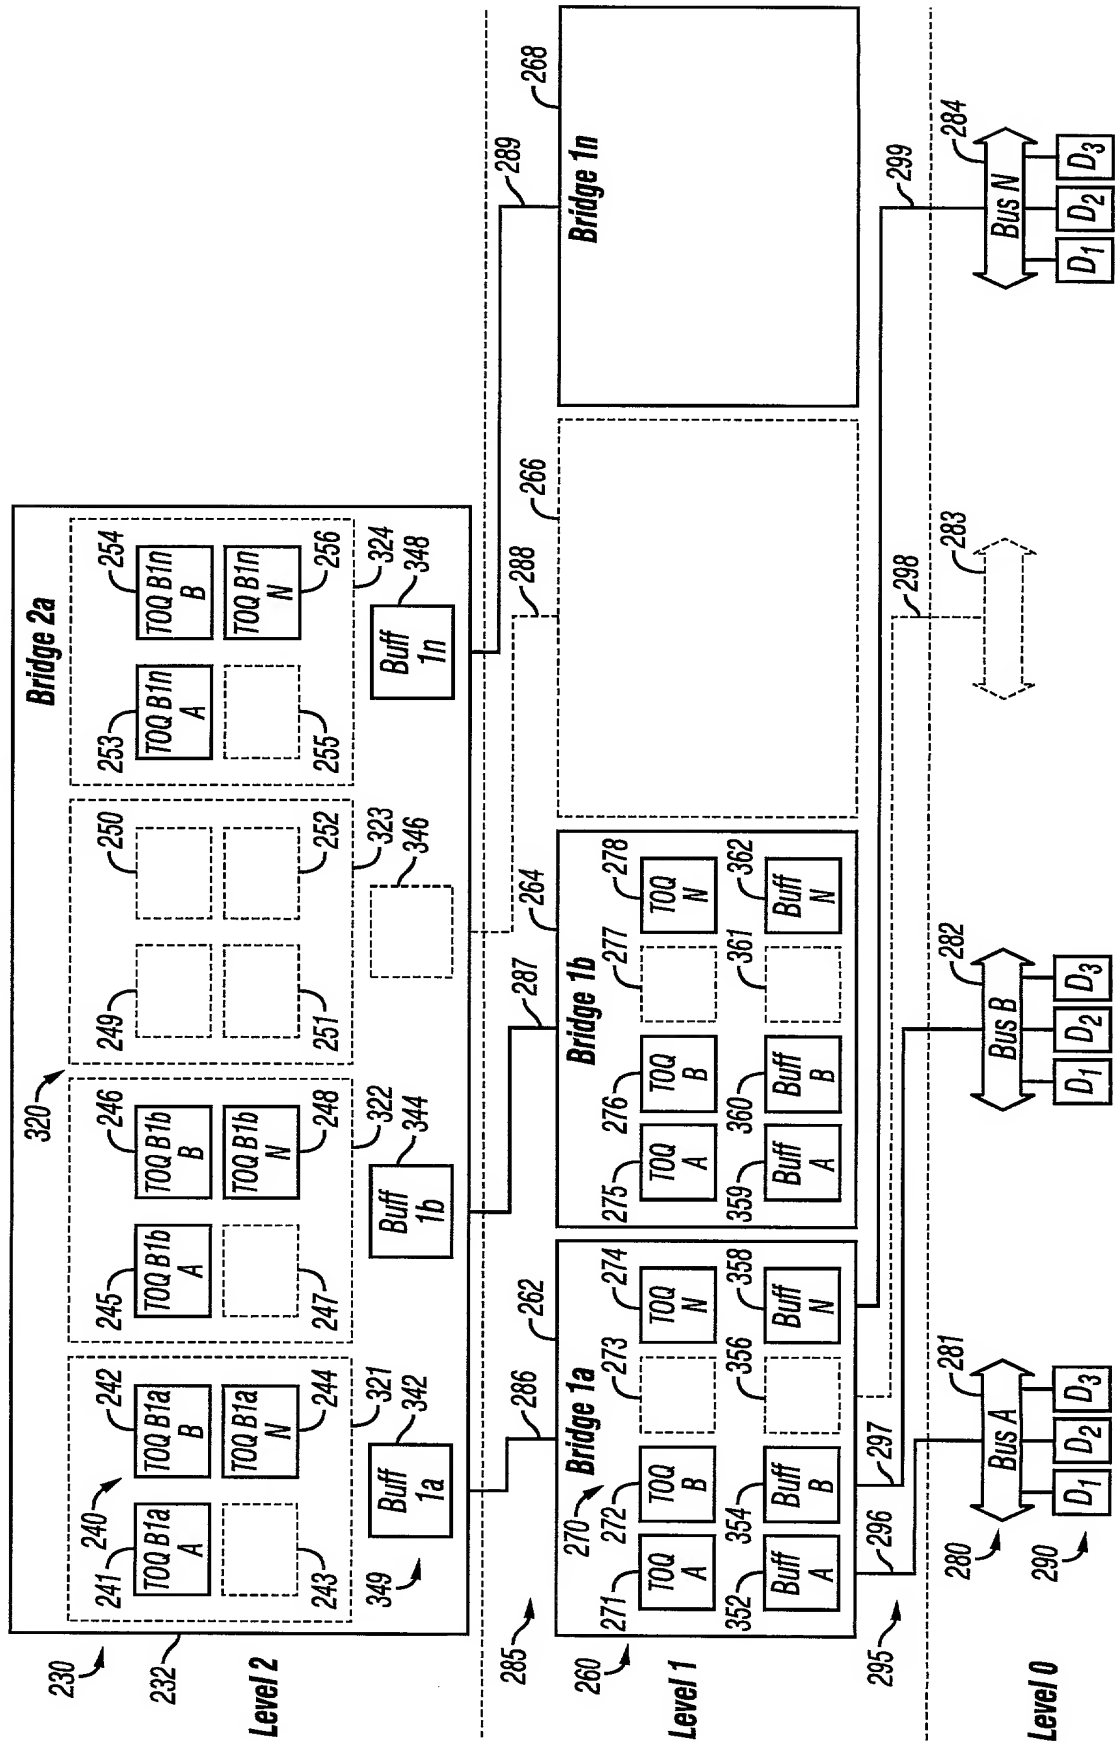 230
232
Level 2
Bridge 2a
320
240
241
TOQ B1a
A
242
TOQ B1a
B
243
244
TOQ B1a
N
321
245
TOQ B1b
A
246
TOQ B1b
B
247
248
TOQ B1b
N
322
249
250
251
252
323
253
TOQ B1n
A
254
TOQ B1n
B
255
256
TOQ B1n
N
324
349
Buff
1a
342
Buff
1b
344
346
Buff
1n
348
285
286
287
288
289
260
Level 1
262
Bridge 1a
270
271
TOQ
A
272
TOQ
B
273
274
TOQ
N
352
Buff
A
354
Buff
B
356
358
Buff
N
264
Bridge 1b
275
TOQ
A
276
TOQ
B
277
278
TOQ
N
359
Buff
A
360
Buff
B
361
362
Buff
N
266
268
Bridge 1n
295
296
297
298
299
Level 0
280
290
281
Bus A
D1
D2
D3
282
Bus B
D1
D2
D3
283
284
Bus N
D1
D2
D3